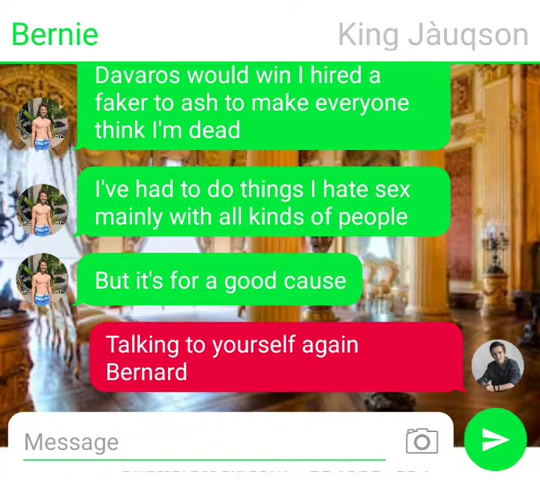 Bernie
King Jàuqson
Davaros would win I hired a
faker to ash to make everyone
think I'm dead
I've had to do things I hate sex
mainly with all kinds of people
But it's for a good cause
Talking to yourself again
Bernard
Message